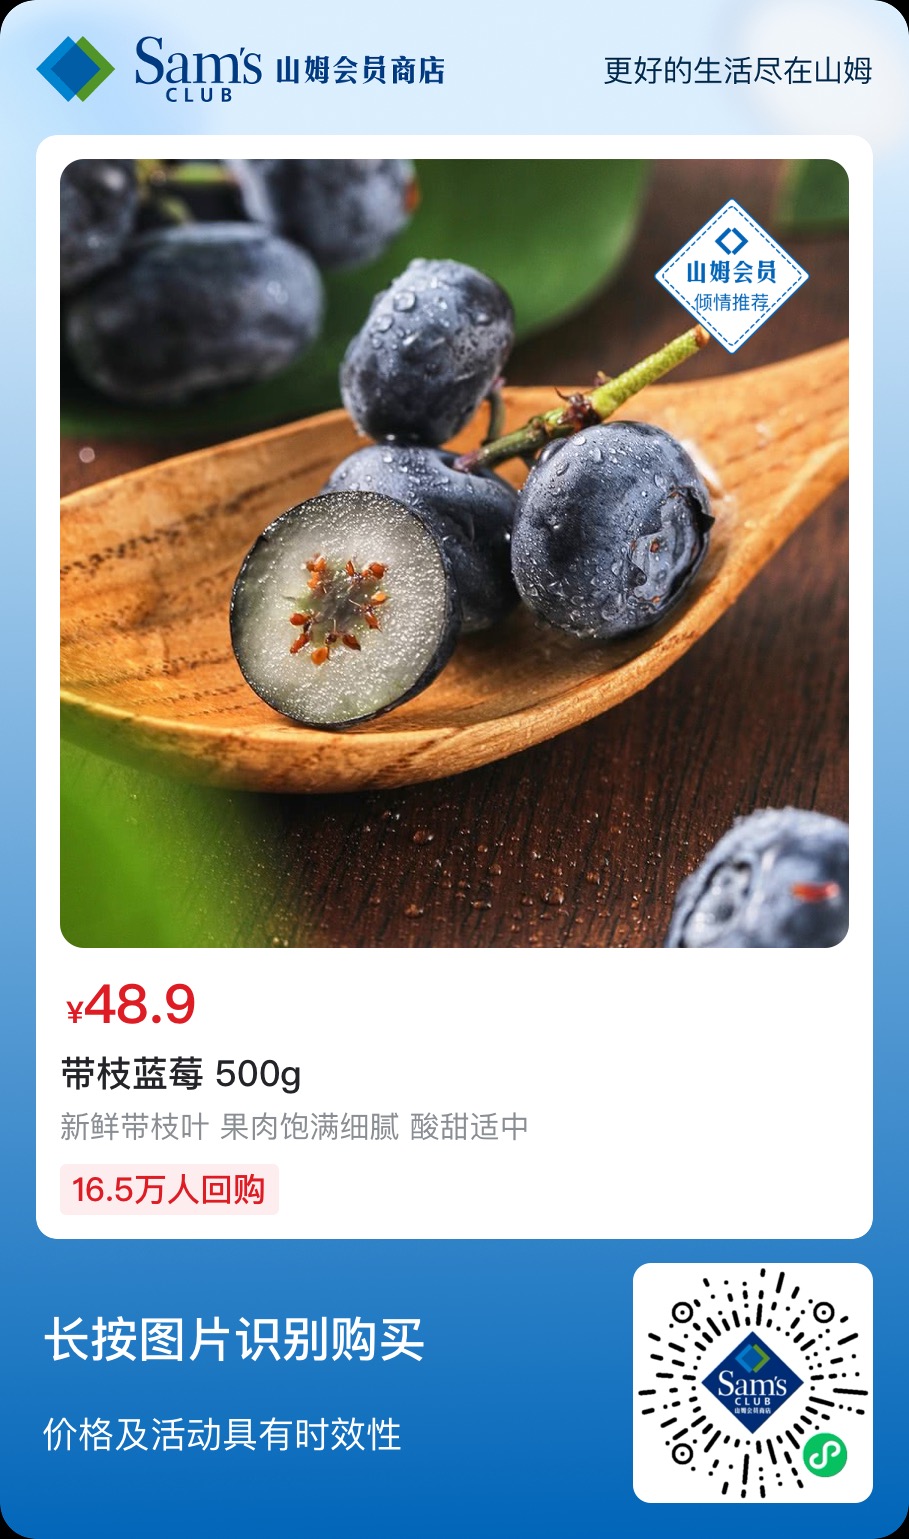 Sam's
CLUB
山姆会员商店
更好的生活尽在山姆
山姆会员
倾情推荐
¥48.9
带枝蓝莓 500g
新鲜带枝叶 果肉饱满细腻 酸甜适中
16.5万人回购
长按图片识别购买
价格及活动具有时效性
Sam's
CLUB
山姆会员商店